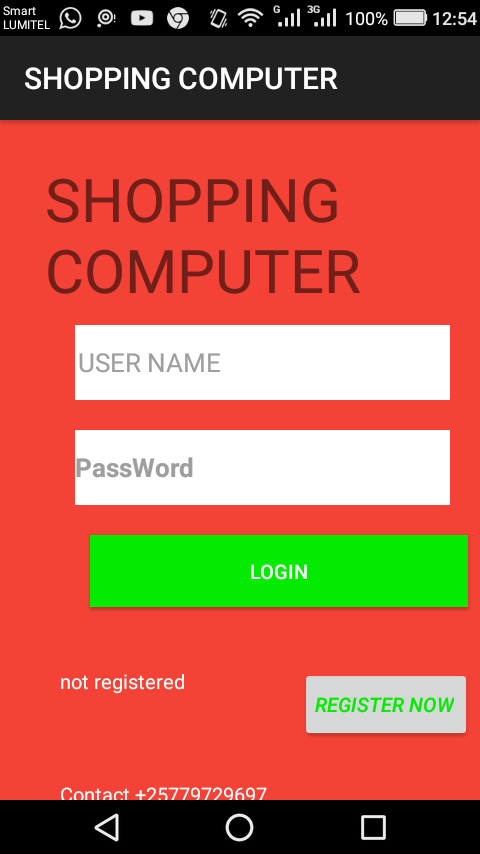 Smart
LUMITEL
G
3G
100%
12:54
SHOPPING COMPUTER
SHOPPING
COMPUTER
USER NAME
PassWord
LOGIN
not registered
REGISTER NOW
Contact +25779729697